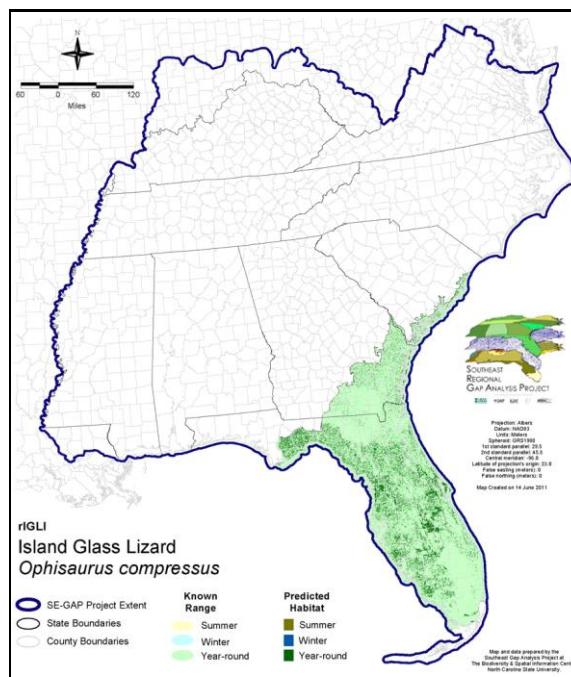 N
60 30 0 60 120
Miles
SOUTHEAST
REGIONAL
GAP ANALYSIS PROJECT
Projection: Albers
Datum: NAD83
Units: Meters
Spheroid: GRS1980
1st standard parallel: 29.5
2nd standard parallel: 45.5
Central meridian: -96.0
Latitude of projection's origin: 23.0
False easting (meters): 0
False northing (meters): 0
Map Created on 14 June 2011
rIGLI
Island Glass Lizard
Ophisaurus compressus
SE-GAP Project Extent
State Boundaries
County Boundaries
Known
Range
Summer
Winter
Year-round
Predicted
Habitat
Summer
Winter
Year-round
Map and data prepared by the
Southeast Gap Analysis Project at
The Biodiversity & Spatial Information Cent
North Carolina State University.